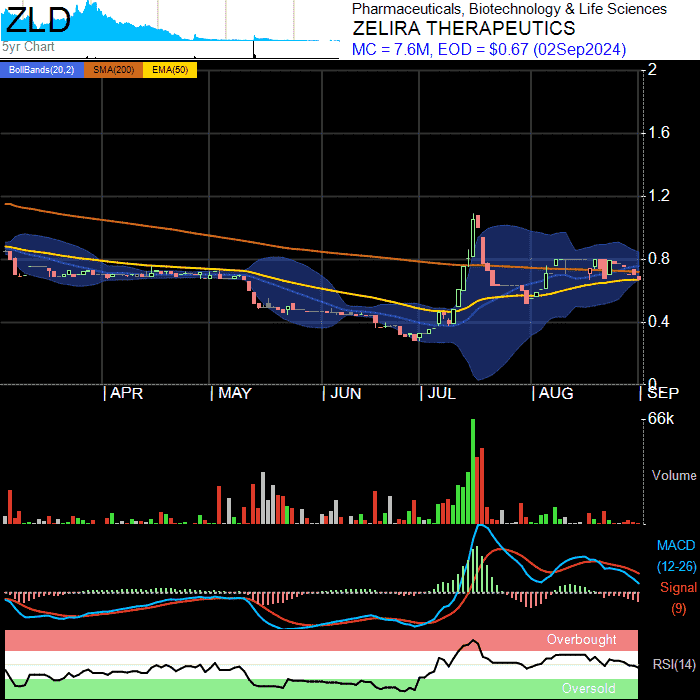 ZLD
5yr Chart
Pharmaceuticals, Biotechnology & Life Sciences
ZELIRA THERAPEUTICS
MC = 7.6M, EOD = $0.67 (02Sep2024)
BollBands(20,2) SMA(200) EMA(50)
2
1.6
1.2
0.8
0.4
0
APR MAY JUN JUL AUG SEP
66k
Volume
MACD
(12-26)
Signal
(9)
Overbought
RSI(14)
Oversold